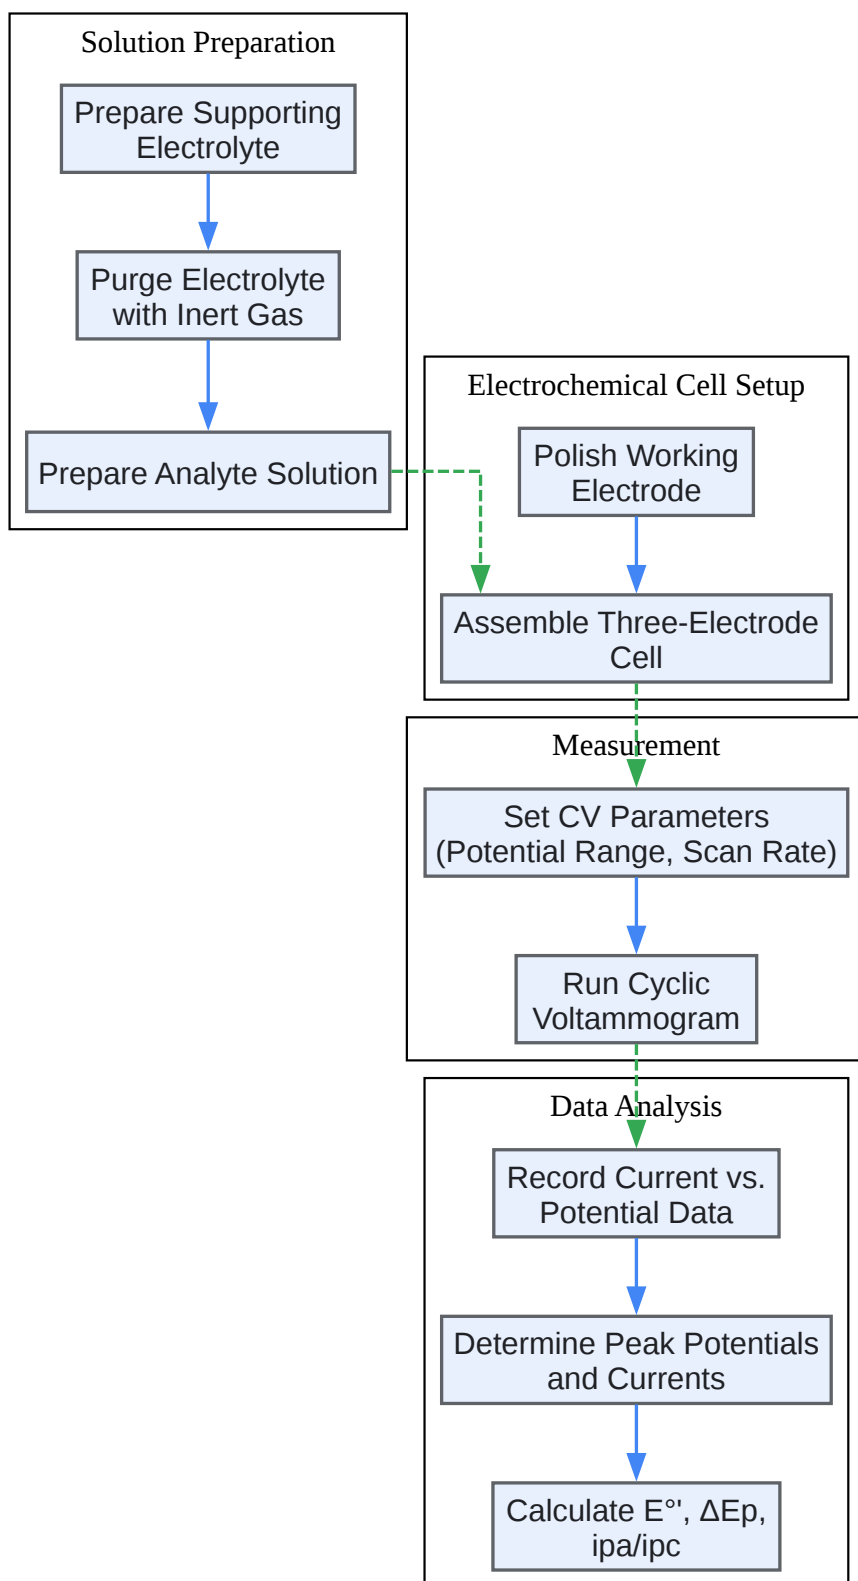 Solution Preparation
Prepare Supporting
Electrolyte
Purge Electrolyte
with Inert Gas
Prepare Analyte Solution
Electrochemical Cell Setup
Polish Working
Electrode
Assemble Three-Electrode
Cell
Measurement
Set CV Parameters
(Potential Range, Scan Rate)
Run Cyclic
Voltammogram
Data Analysis
Record Current vs.
Potential Data
Determine Peak Potentials
and Currents
Calculate E°', ΔEp,
ipa/ipc